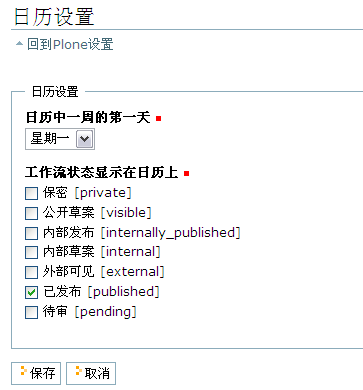 日历设置
回到Plone设置
日历设置
日历中一周的第一天
星期一
工作流状态显示在日历上
保密 [private]
公开草案 [visible]
内部发布 [internally_published]
内部草案 [internal]
外部可见 [external]
已发布 [published]
待审 [pending]
保存 取消